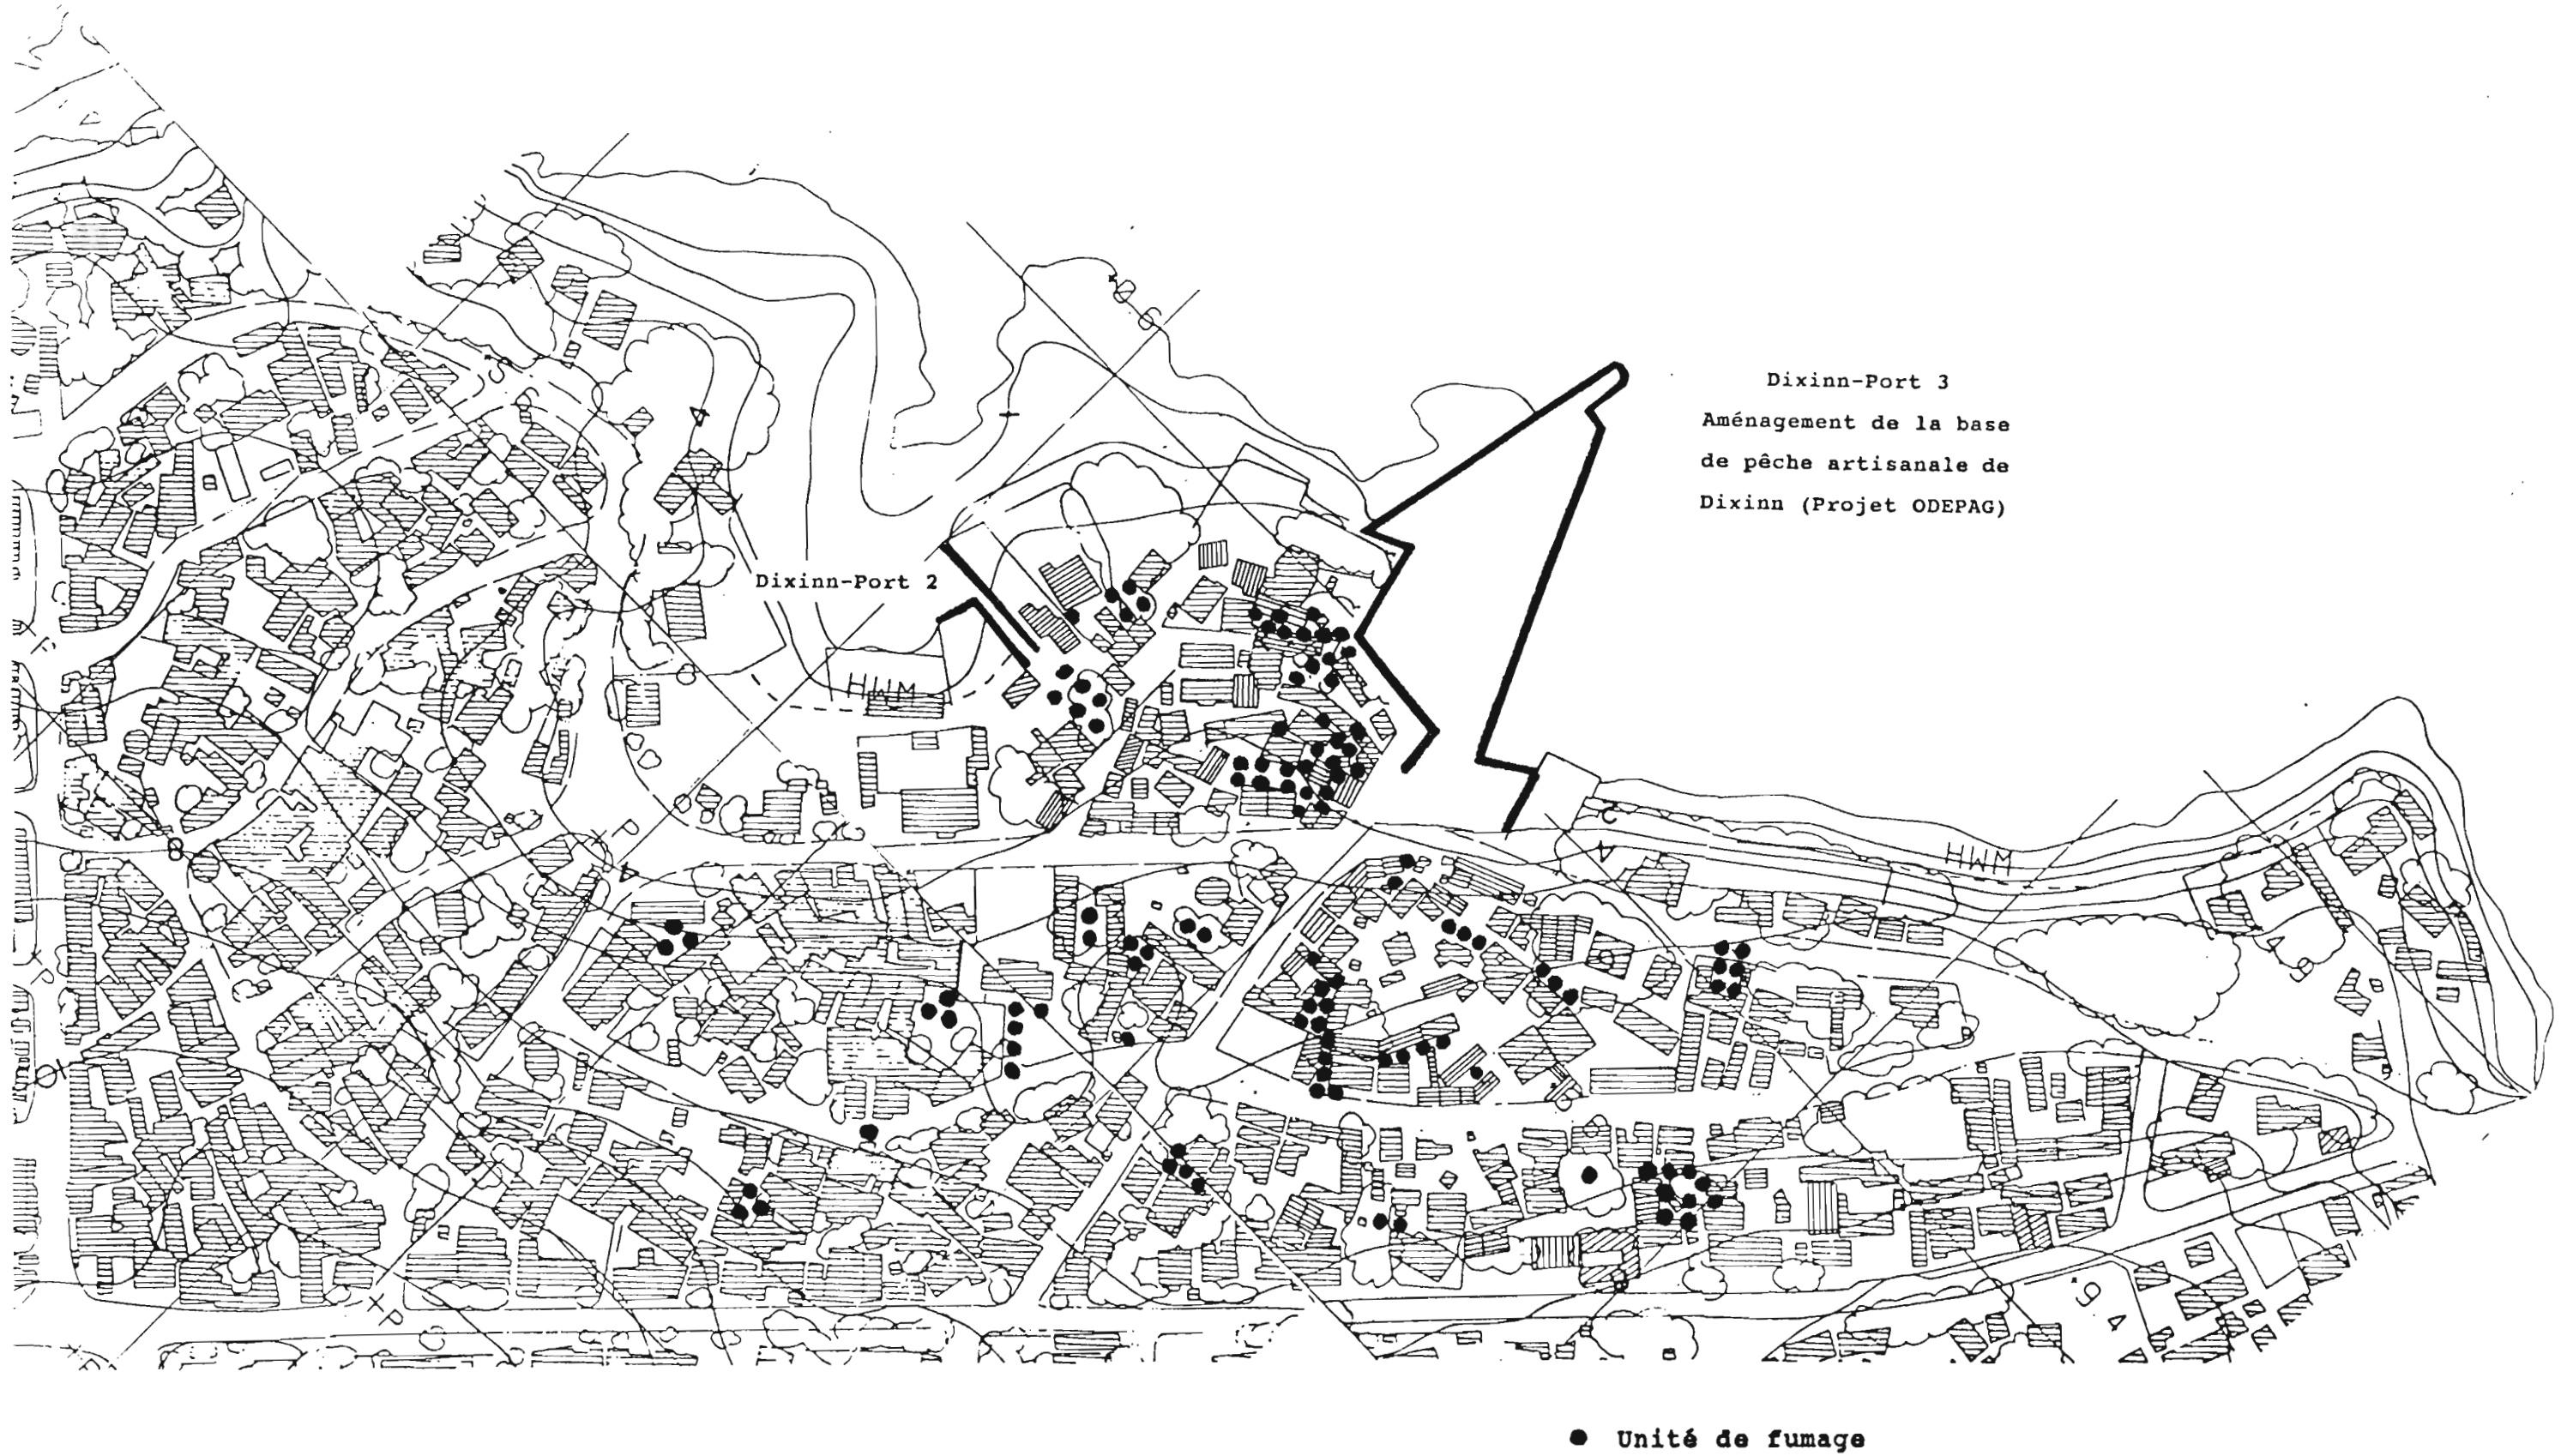 Dixinn-Port 3
Aménagement de la base
de pêche artisanale de
Dixinn (Projet ODEPAG)
Dixinn-Port 2
HWM
HWM
● Unité de fumage